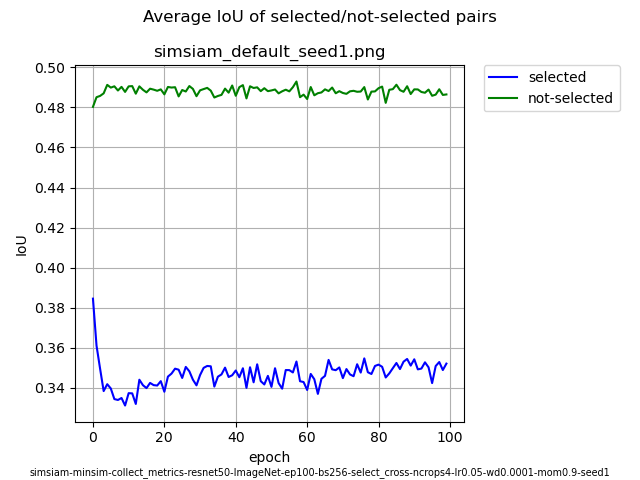 Average IoU of selected/not-selected pairs
simsiam_default_seed1.png
selected
not-selected
0.50
0.48
0.46
0.44
0.42
0.40
0.38
0.36
0.34
IoU
0 20 40 60 80 100
epoch
simsiam-minsim-collect_metrics-resnet50-ImageNet-ep100-bs256-select_cross-ncrops4-lr0.05-wd0.0001-mom0.9-seed1